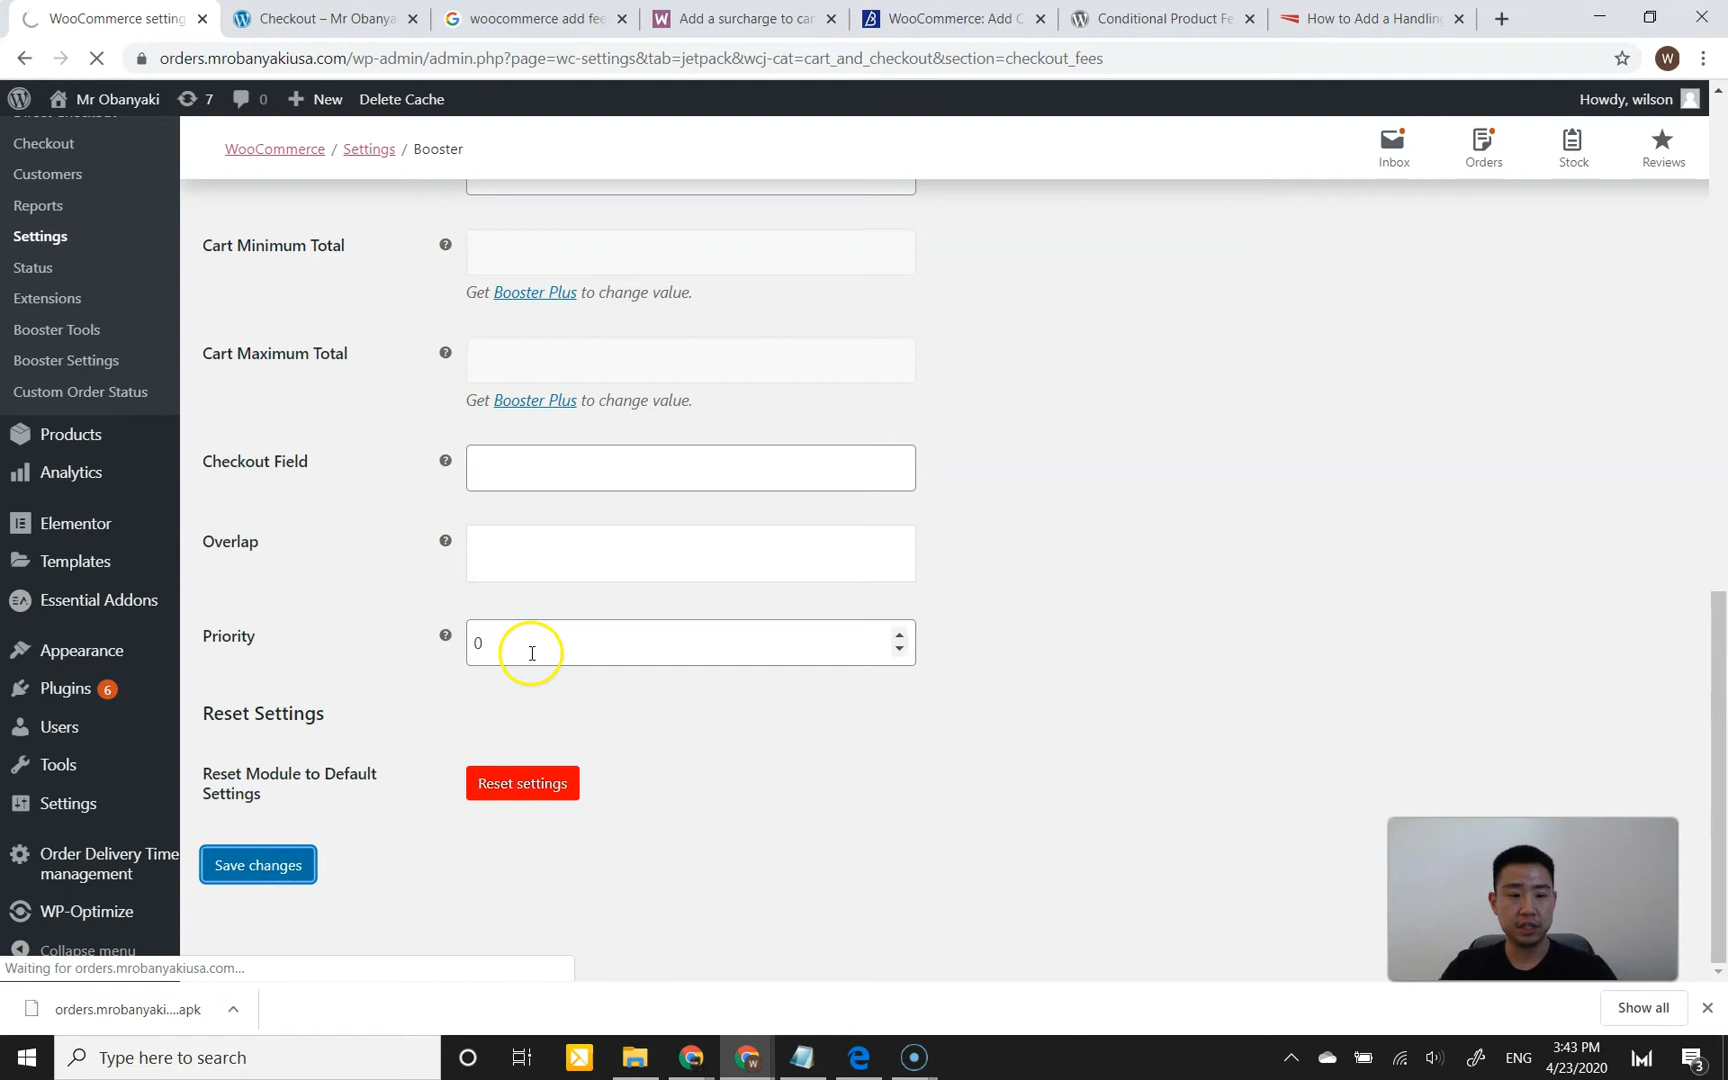 WooCommerce setting
Checkout – Mr Obanya
woocommerce add fee
Add a surcharge to car
WooCommerce: Add C
Conditional Product Fe
How to Add a Handling
orders.mrobanyakiusa.com/wp-admin/admin.php?page=wc-settings&tab=jetpack&wcj-cat=cart_and_checkout&section=checkout_fees
W
Mr Obanyaki
7
0
New
Delete Cache
Howdy, wilson
WooCommerce / Settings / Booster
Inbox
Orders
Stock
Reviews
Direct Checkout
Checkout
Customers
Reports
Settings
Status
Extensions
Booster Tools
Booster Settings
Custom Order Status
Products
Analytics
Elementor
Templates
Essential Addons
Appearance
Plugins 6
Users
Tools
Settings
Order Delivery Time
management
WP-Optimize
Collapse menu
Cart Minimum Total
Get Booster Plus to change value.
Cart Maximum Total
Get Booster Plus to change value.
Checkout Field
Overlap
Priority
0
Reset Settings
Reset Module to Default
Settings
Reset settings
Save changes
Waiting for orders.mrobanyakiusa.com...
orders.mrobanyaki....apk
Show all
Type here to search
ENG
3:43 PM
4/23/2020
3